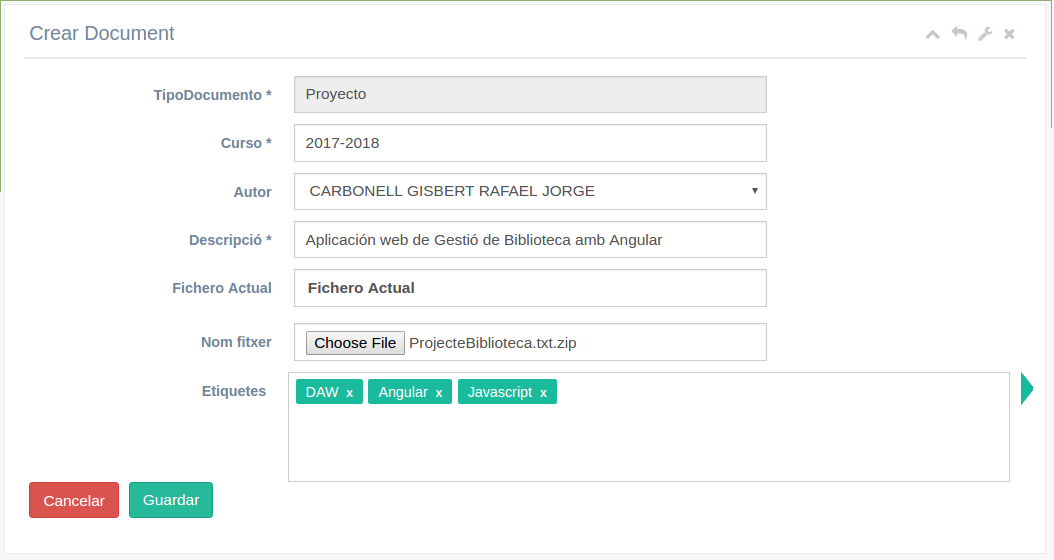 Crear Document
TipoDocumento * Proyecto
Curso * 2017-2018
Autor CARBONELL GISBERT RAFAEL JORGE
Descripció * Aplicación web de Gestió de Biblioteca amb Angular
Fichero Actual Fichero Actual
Nom fitxer Choose File ProjecteBiblioteca.txt.zip
Etiquetes DAW x Angular x Javascript x
Cancelar Guardar